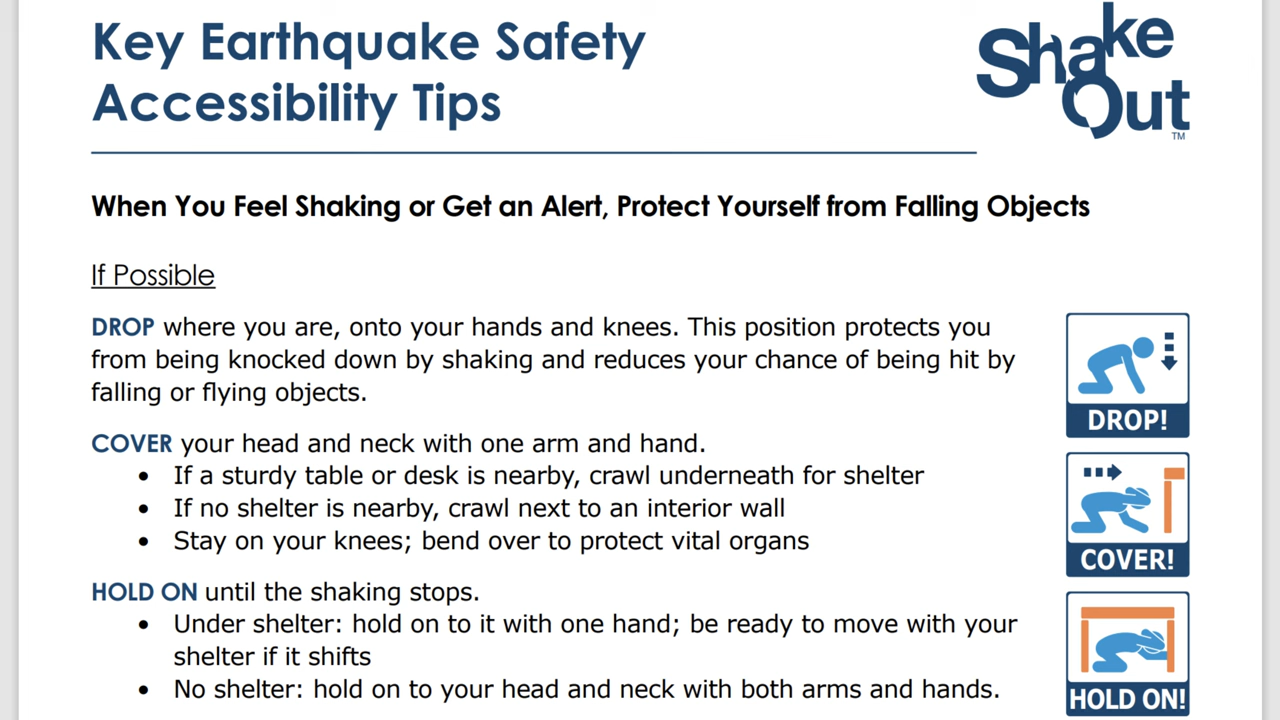 Key Earthquake Safety
Accessibility Tips
Shake
Out
TM
When You Feel Shaking or Get an Alert, Protect Yourself from Falling Objects
If Possible
DROP where you are, onto your hands and knees. This position protects you
from being knocked down by shaking and reduces your chance of being hit by
falling or flying objects.
DROP!
COVER your head and neck with one arm and hand.
• If a sturdy table or desk is nearby, crawl underneath for shelter
• If no shelter is nearby, crawl next to an interior wall
• Stay on your knees; bend over to protect vital organs
COVER!
HOLD ON until the shaking stops.
• Under shelter: hold on to it with one hand; be ready to move with your
shelter if it shifts
• No shelter: hold on to your head and neck with both arms and hands.
HOLD ON!